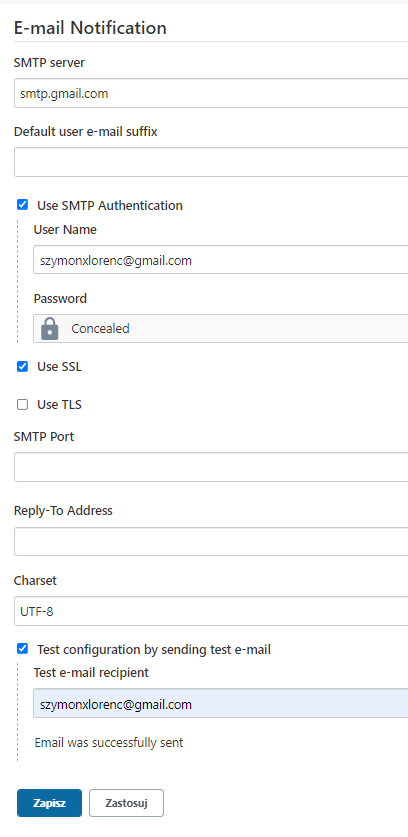 E-mail Notification
SMTP server
smtp.gmail.com
Default user e-mail suffix
Use SMTP Authentication
User Name
szymonxlorenc@gmail.com
Password
Concealed
Use SSL
Use TLS
SMTP Port
Reply-To Address
Charset
UTF-8
Test configuration by sending test e-mail
Test e-mail recipient
szymonxlorenc@gmail.com
Email was successfully sent
Zapisz Zastosuj